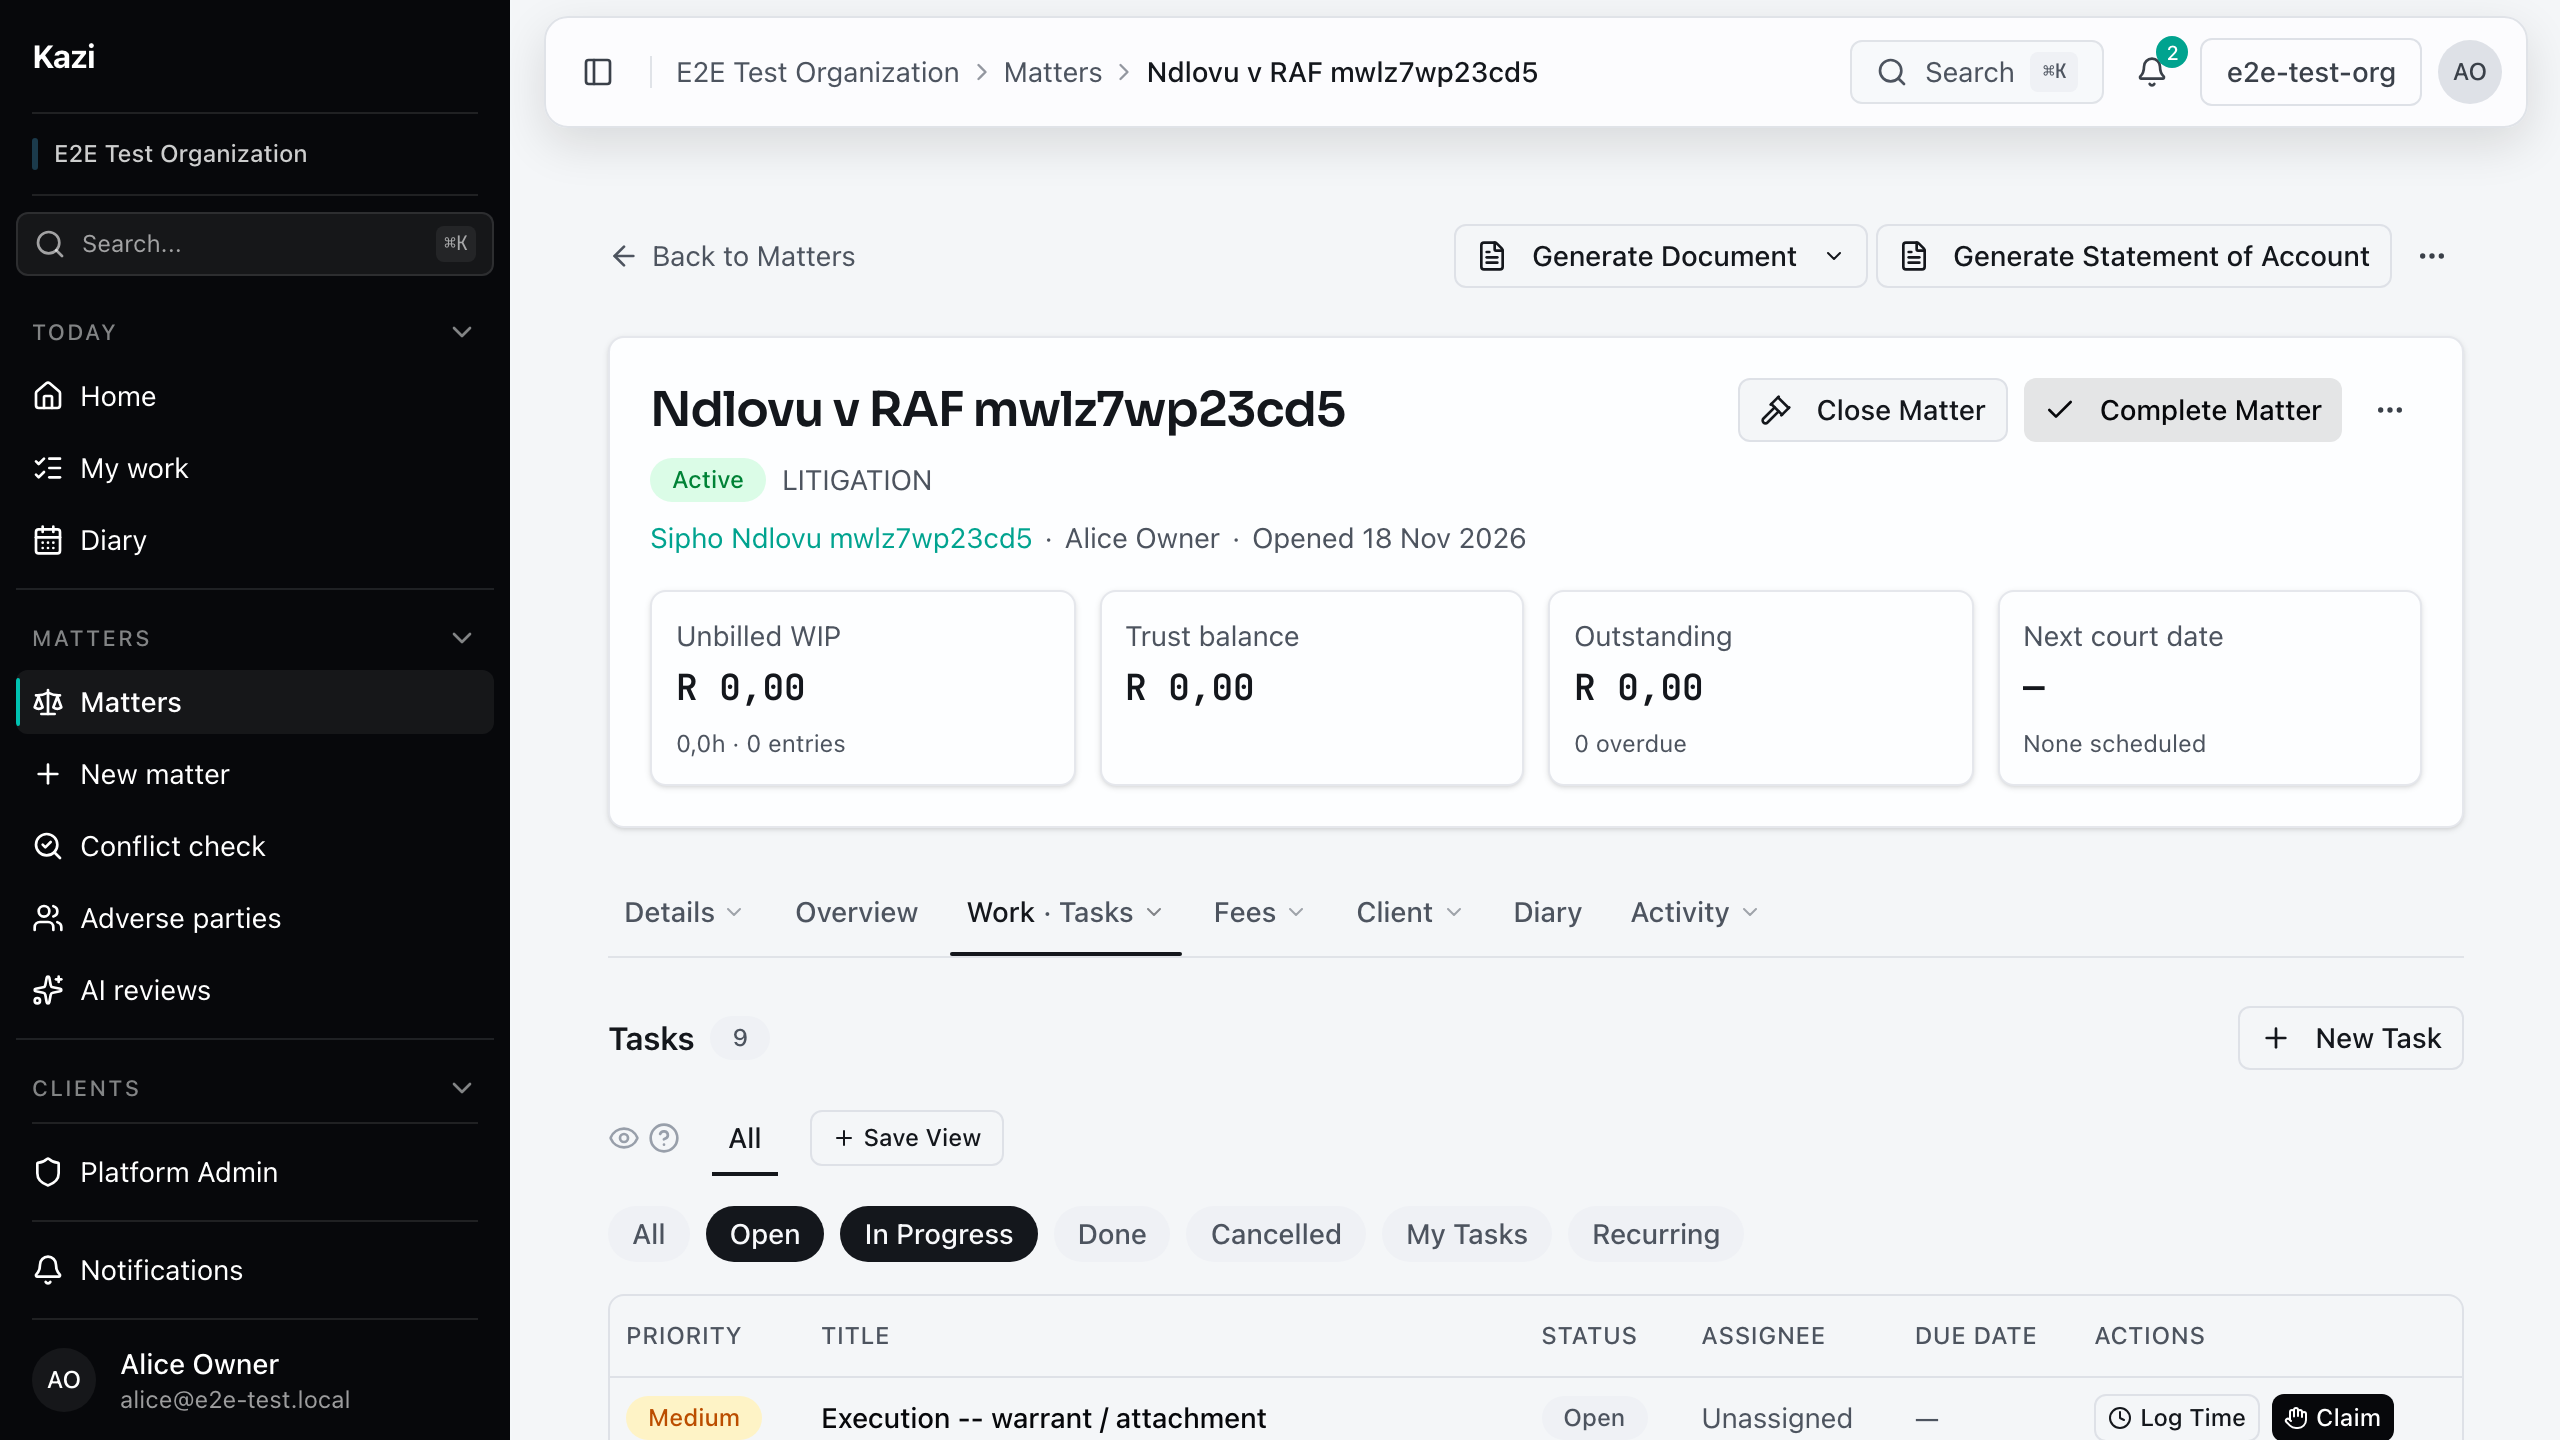 Kazi
E2E Test Organization
Search... ⌘K
TODAY
Home
My work
Diary
MATTERS
Matters
New matter
Conflict check
Adverse parties
AI reviews
CLIENTS
Platform Admin
Notifications
AO
Alice Owner
alice@e2e-test.local
E2E Test Organization > Matters > Ndlovu v RAF mwlz7wp23cd5
Search ⌘K
2
e2e-test-org
AO
Back to Matters
Generate Document
Generate Statement of Account
Ndlovu v RAF mwlz7wp23cd5
Close Matter
Complete Matter
Active LITIGATION
Sipho Ndlovu mwlz7wp23cd5 · Alice Owner · Opened 18 Nov 2026
Unbilled WIP
R 0,00
0,0h · 0 entries
Trust balance
R 0,00
Outstanding
R 0,00
0 overdue
Next court date
—
None scheduled
Details Overview Work · Tasks Fees Client Diary Activity
Tasks 9
New Task
All + Save View
All Open In Progress Done Cancelled My Tasks Recurring
PRIORITY TITLE STATUS ASSIGNEE DUE DATE ACTIONS
Medium Execution -- warrant / attachment Open Unassigned — Log Time Claim